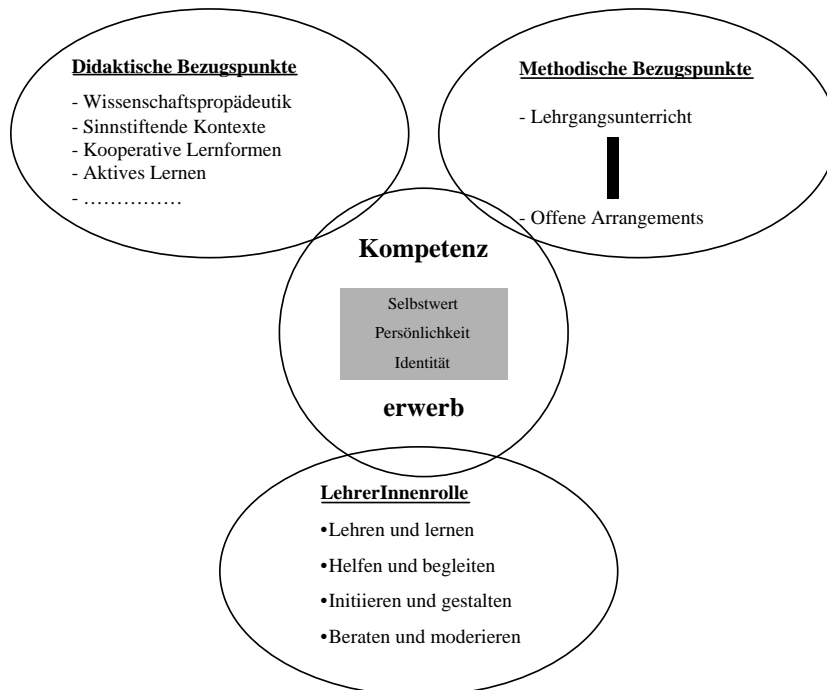 Didaktische Bezugspunkte
- Wissenschaftspropädeutik
- Sinnstiftende Kontexte
- Kooperative Lernformen
- Aktives Lernen
- ……………
Methodische Bezugspunkte
- Lehrgangsunterricht
- Offene Arrangements
Kompetenz
Selbstwert
Persönlichkeit
Identität
erwerb
LehrerInnenrolle
•Lehren und lernen
•Helfen und begleiten
•Initiieren und gestalten
•Beraten und moderieren